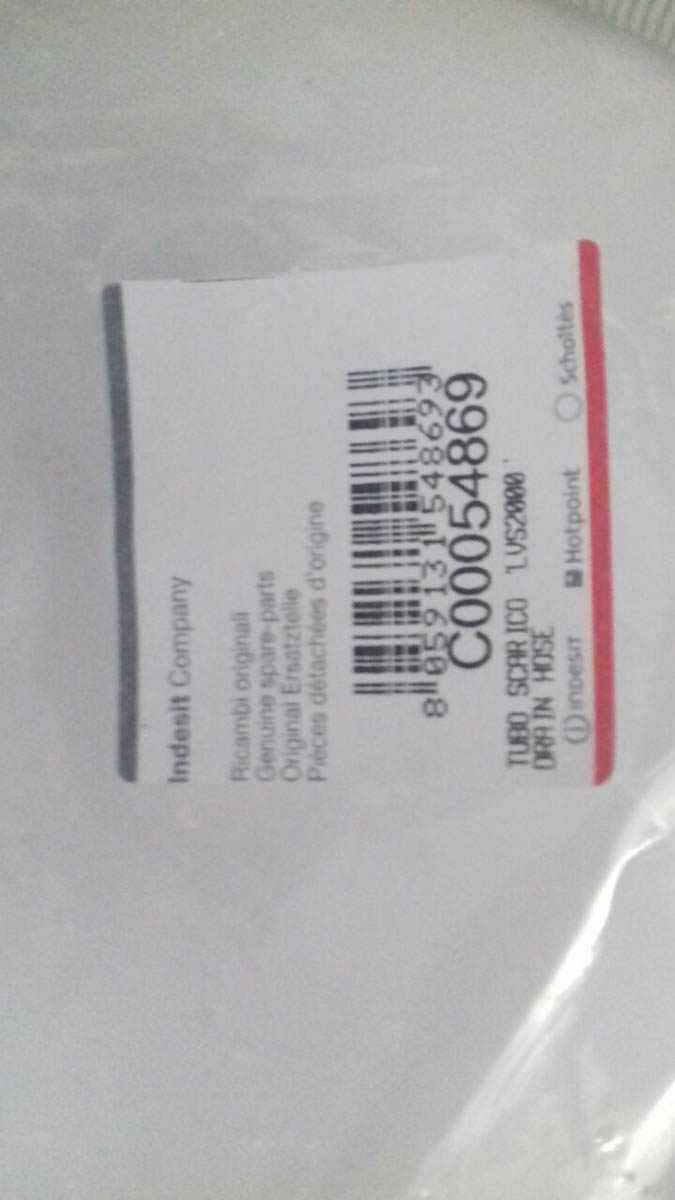 Indesit Company
Ricambi originali
Genuine spare-parts
Original Ersatzteile
Pièces détachées d'origine
8 059131 548693
C00054869
TUBO SCARICO 'LVS2000'
DRAIN HOSE
indesit Hotpoint Scholtès